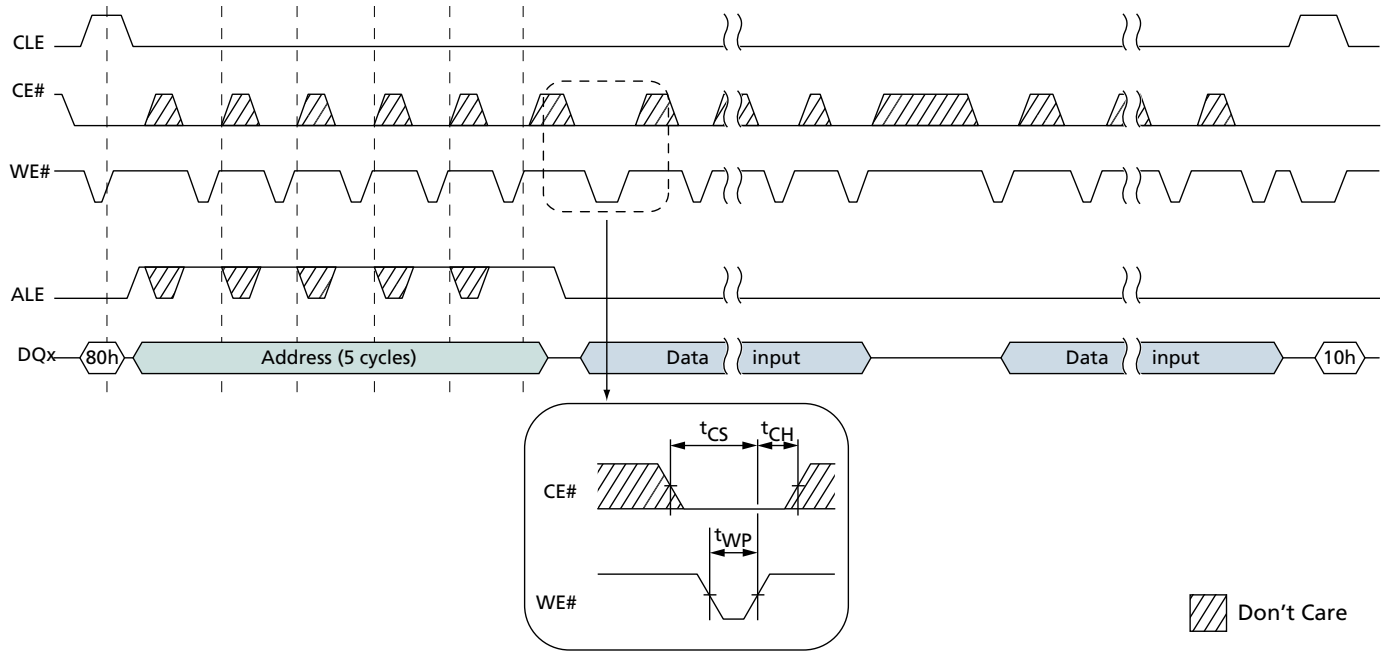 CLE
CE#
WE#
ALE
DQx 80h Address (5 cycles) Data input Data input 10h
tCS tCH
CE#
tWP
WE#
Don't Care